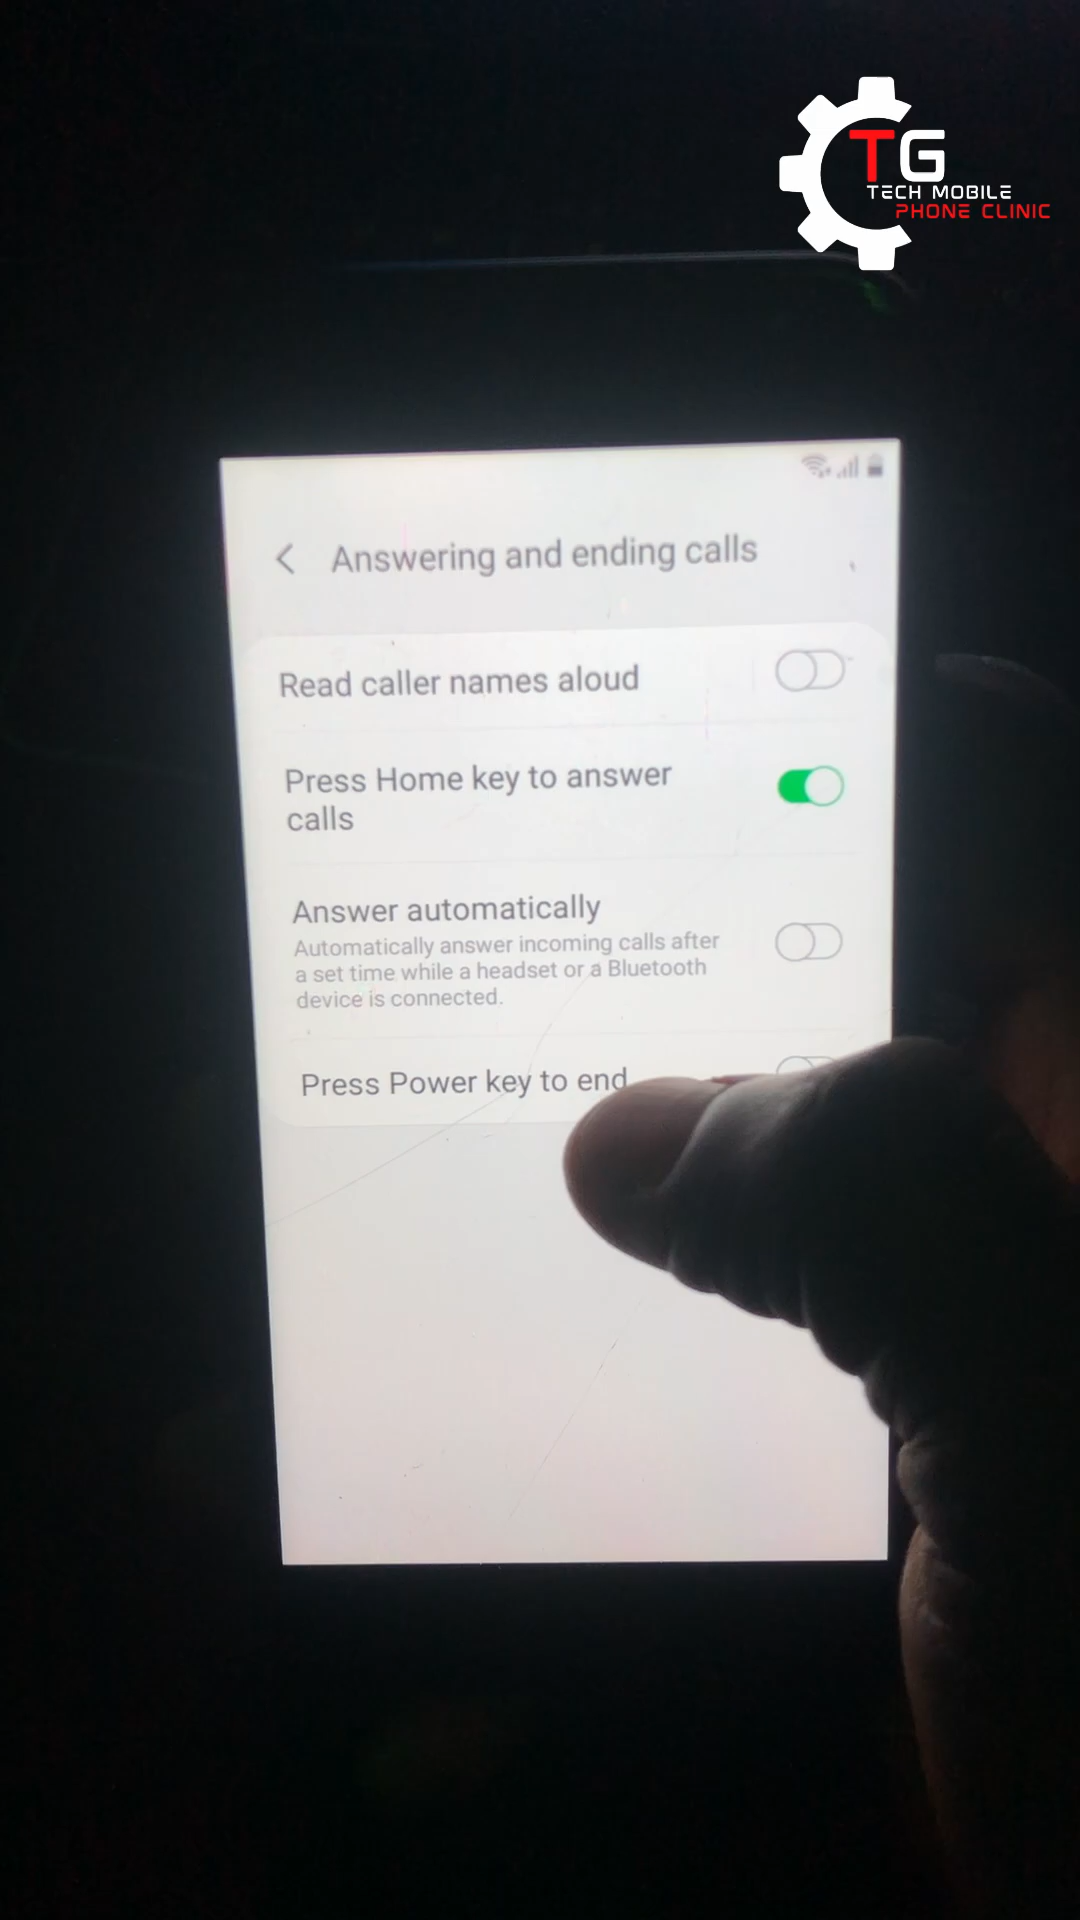 TG
TECH MOBILE
PHONE CLINIC
Answering and ending calls
Read caller names aloud
Press Home key to answer
calls
Answer automatically
Automatically answer incoming calls after
a set time while a headset or a Bluetooth
device is connected.
Press Power key to end